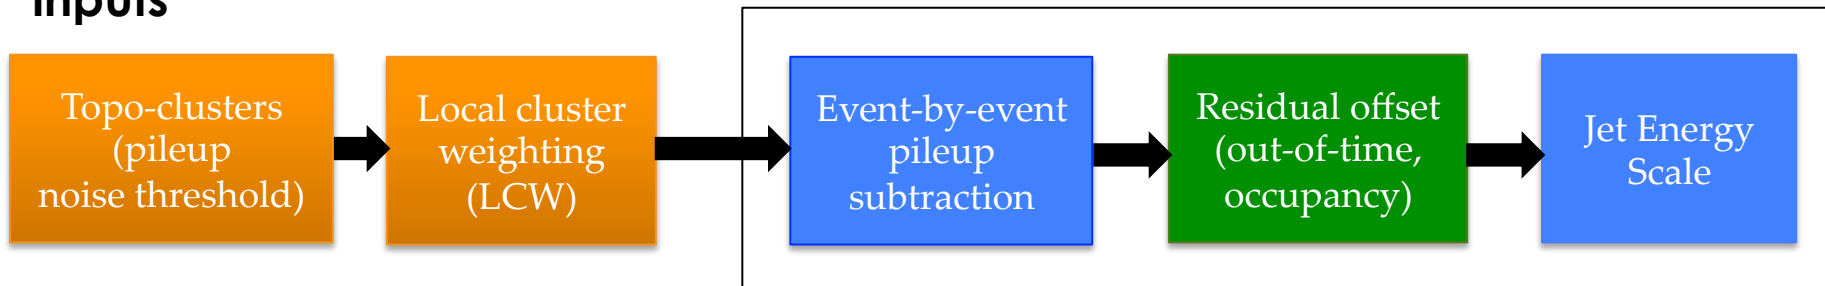 Inputs
Topo-clusters
(pileup
noise threshold)
Local cluster
weighting
(LCW)
Event-by-event
pileup
subtraction
Residual offset
(out-of-time,
occupancy)
Jet Energy
Scale